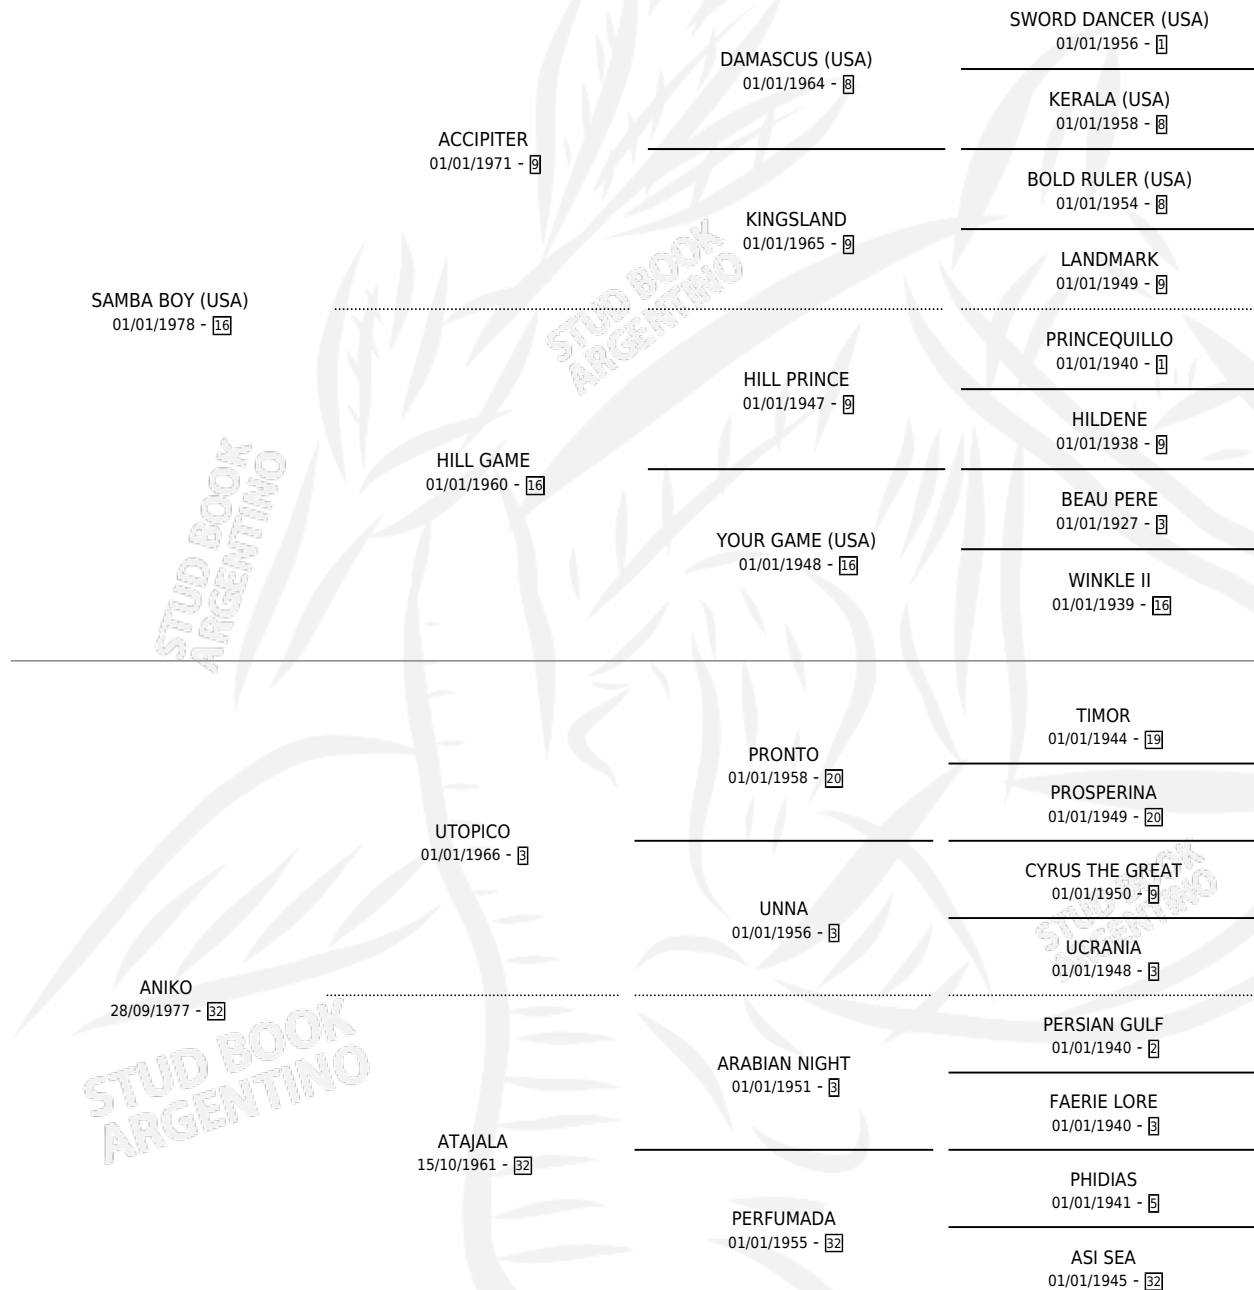 SWORD DANCER (USA)
01/01/1956 - 1
DAMASCUS (USA)
01/01/1964 - 8
KERALA (USA)
01/01/1958 - 8
ACCIPITER
01/01/1971 - 9
BOLD RULER (USA)
01/01/1954 - 8
KINGSLAND
01/01/1965 - 9
LANDMARK
01/01/1949 - 9
SAMBA BOY (USA)
01/01/1978 - 16
PRINCEQUILLO
01/01/1940 - 1
HILL PRINCE
01/01/1947 - 9
HILDENE
01/01/1938 - 9
HILL GAME
01/01/1960 - 16
BEAU PERE
01/01/1927 - 3
YOUR GAME (USA)
01/01/1948 - 16
WINKLE II
01/01/1939 - 16
TIMOR
01/01/1944 - 19
PRONTO
01/01/1958 - 20
PROSPERINA
01/01/1949 - 20
UTOPICO
01/01/1966 - 3
CYRUS THE GREAT
01/01/1950 - 9
UNNA
01/01/1956 - 3
UCRANIA
01/01/1948 - 3
ANIKO
28/09/1977 - 32
PERSIAN GULF
01/01/1940 - 2
ARABIAN NIGHT
01/01/1951 - 3
FAERIE LORE
01/01/1940 - 3
ATAJALA
15/10/1961 - 32
PHIDIAS
01/01/1941 - 5
PERFUMADA
01/01/1955 - 32
ASI SEA
01/01/1945 - 32
STUD BOOK
ARGENTINO
STUD BOOK
ARGENTINO
STUD BOOK
ARGENTINO
STUD BOOK
ARGENTINO